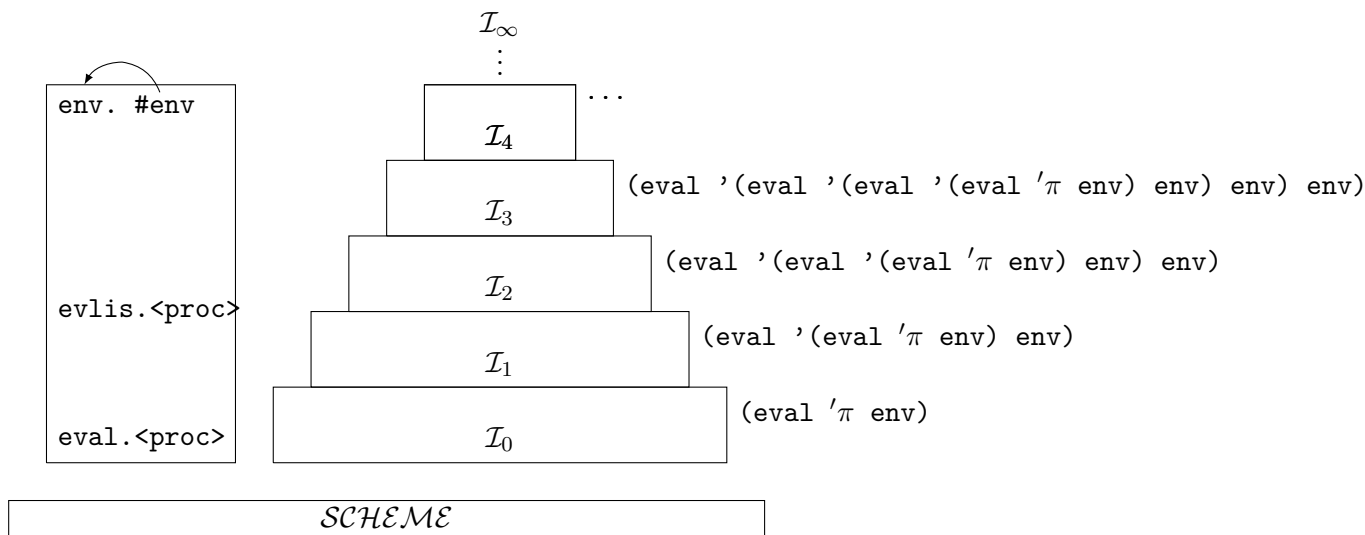 ℐ∞
⋮
env. #env
...
ℐ4
(eval ’(eval ’(eval ’(eval ′π env) env) env) env)
ℐ3
(eval ’(eval ’(eval ′π env) env) env)
ℐ2
evlis.<proc>
(eval ’(eval ′π env) env)
ℐ1
(eval ′π env)
eval.<proc>
ℐ0
SCHEME